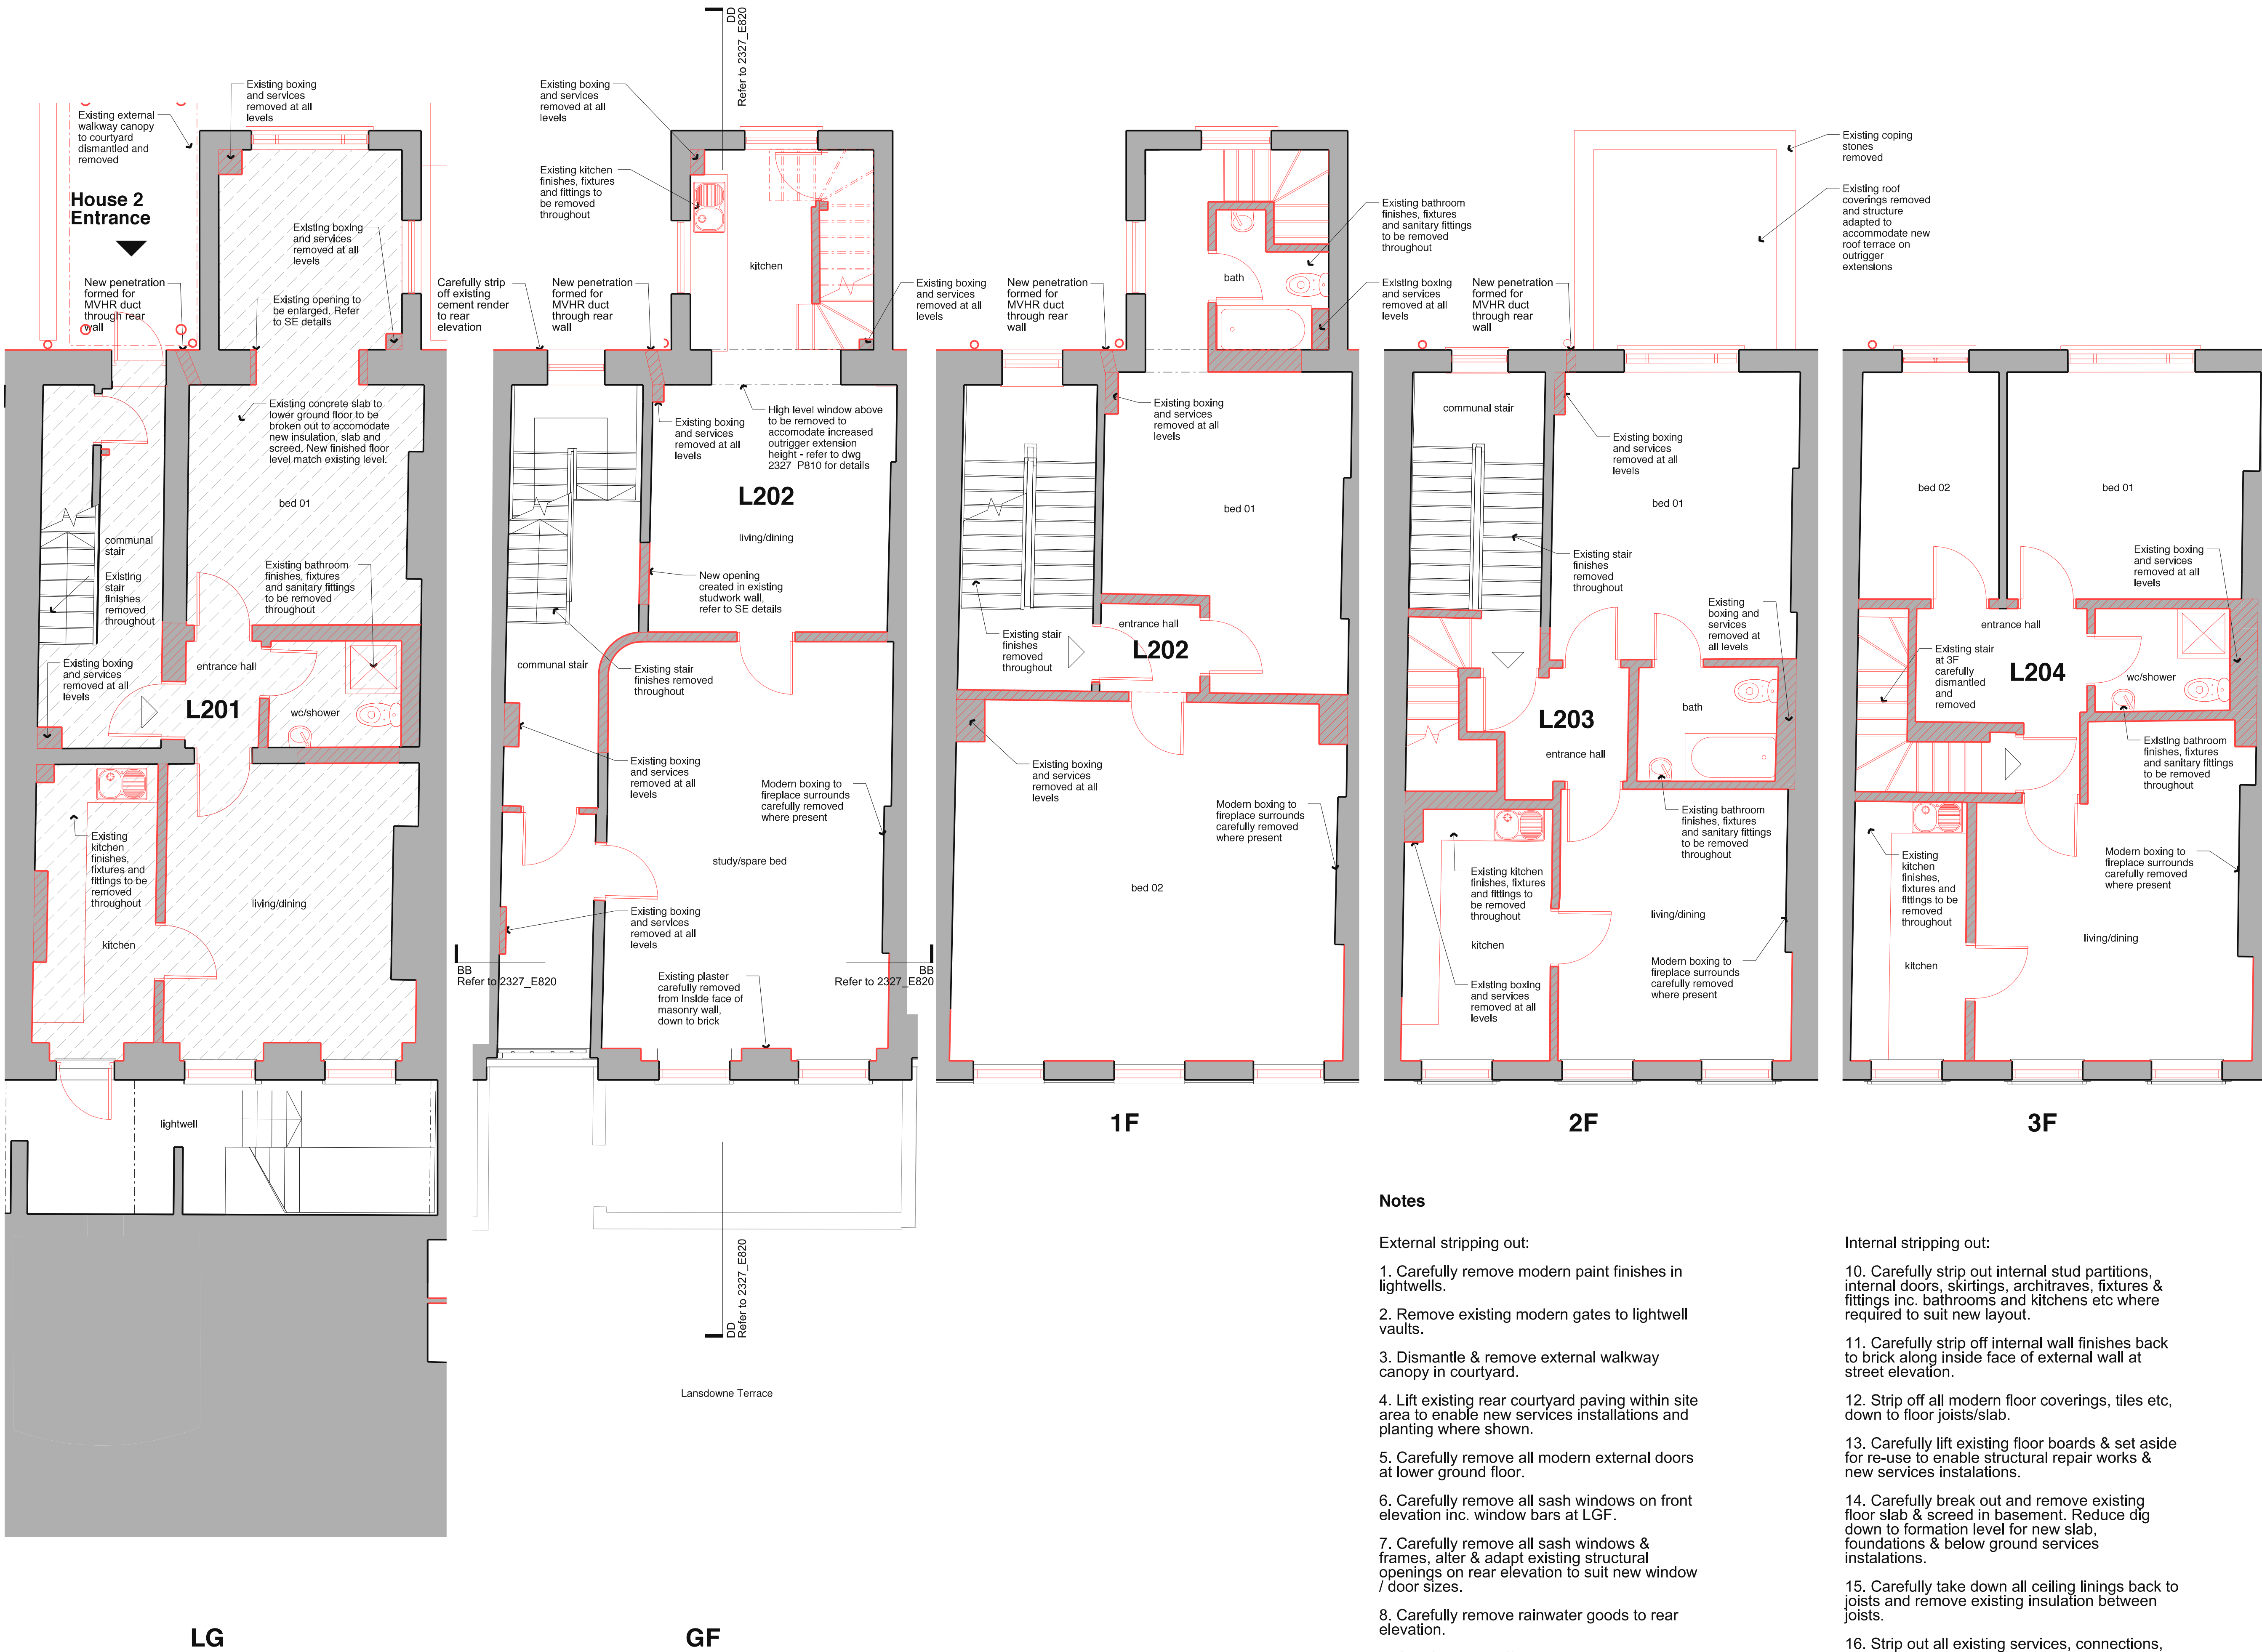 Existing external
walkway canopy
to courtyard
dismantled and
removed
Existing boxing
and services
removed at all
levels
House 2
Entrance
Existing boxing
and services
removed at all
levels
New penetration
formed for
MVHR duct
through rear
wall
Existing opening to
be enlarged. Refer
to SE details
Existing concrete slab to
lower ground floor to be
broken out to accomodate
new insulation, slab and
screed. New finished floor
level match existing level.
bed 01
communal
stair
Existing
stair
finishes
removed
throughout
Existing bathroom
finishes, fixtures
and sanitary fittings
to be removed
throughout
Existing boxing
and services
removed at all
levels
entrance hall
L201
wc/shower
Existing
kitchen
finishes,
fixtures and
fittings to be
removed
throughout
living/dining
kitchen
lightwell
LG
DD
Refer to 2327_E820
Existing boxing
and services
removed at all
levels
Existing kitchen
finishes, fixtures
and fittings to
be removed
throughout
kitchen
Carefully strip
off existing
cement render
to rear
elevation
New penetration
formed for
MVHR duct
through rear
wall
Existing boxing
and services
removed at all
levels
Existing boxing
and services
removed at all
levels
High level window above
to be removed to
accomodate increased
outrigger extension
height - refer to dwg
2327_P810 for details
L202
living/dining
New opening
created in existing
studwork wall,
refer to SE details
communal stair
Existing stair
finishes removed
throughout
Existing boxing
and services
removed at all
levels
Modern boxing to
fireplace surrounds
carefully removed
where present
study/spare bed
Existing boxing
and services
removed at all
levels
BB
Refer to 2327_E820
BB
Refer to 2327_E820
Existing plaster
carefully removed
from inside face of
masonry wall,
down to brick
DD
Refer to 2327_E820
Lansdowne Terrace
GF
New penetration
formed for
MVHR duct
through rear
wall
bath
Existing bathroom
finishes, fixtures
and sanitary fittings
to be removed
throughout
Existing boxing
and services
removed at all
levels
Existing boxing
and services
removed at all
levels
bed 01
Existing stair
finishes
removed
throughout
entrance hall
L202
Existing boxing
and services
removed at all
levels
Modern boxing to
fireplace surrounds
carefully removed
where present
bed 02
1F
Existing coping
stones
removed
Existing roof
coverings removed
and structure
adapted to
accommodate new
roof terrace on
outrigger
extensions
New penetration
formed for
MVHR duct
through rear
wall
communal stair
Existing boxing
and services
removed at all
levels
bed 01
Existing stair
finishes
removed
throughout
Existing
boxing and
services
removed at
all levels
L203
bath
entrance hall
Existing bathroom
finishes, fixtures
and sanitary fittings
to be removed
throughout
Existing kitchen
finishes, fixtures
and fittings to
be removed
throughout
living/dining
kitchen
Modern boxing to
fireplace surrounds
carefully removed
where present
Existing boxing
and services
removed at all
levels
2F
bed 02
bed 01
Existing boxing
and services
removed at all
levels
entrance hall
Existing stair
at 3F
carefully
dismantled
and
removed
L204
wc/shower
Existing bathroom
finishes, fixtures
and sanitary fittings
to be removed
throughout
Existing
kitchen
finishes,
fixtures and
fittings to be
removed
throughout
Modern boxing to
fireplace surrounds
carefully removed
where present
living/dining
kitchen
3F
Notes
External stripping out:
1. Carefully remove modern paint finishes in
lightwells.
2. Remove existing modern gates to lightwell
vaults.
3. Dismantle & remove external walkway
canopy in courtyard.
4. Lift existing rear courtyard paving within site
area to enable new services installations and
planting where shown.
5. Carefully remove all modern external doors
at lower ground floor.
6. Carefully remove all sash windows on front
elevation inc. window bars at LGF.
7. Carefully remove all sash windows &
frames, alter & adapt existing structural
openings on rear elevation to suit new window
/ door sizes.
8. Carefully remove rainwater goods to rear
elevation.
Internal stripping out:
10. Carefully strip out internal stud partitions,
internal doors, skirtings, architraves, fixtures &
fittings inc. bathrooms and kitchens etc where
required to suit new layout.
11. Carefully strip off internal wall finishes back
to brick along inside face of external wall at
street elevation.
12. Strip off all modern floor coverings, tiles etc,
down to floor joists/slab.
13. Carefully lift existing floor boards & set aside
for re-use to enable structural repair works &
new services instalations.
14. Carefully break out and remove existing
floor slab & screed in basement. Reduce dig
down to formation level for new slab,
foundations & below ground services
instalations.
15. Carefully take down all ceiling linings back to
joists and remove existing insulation between
joists.
16. Strip out all existing services, connections,